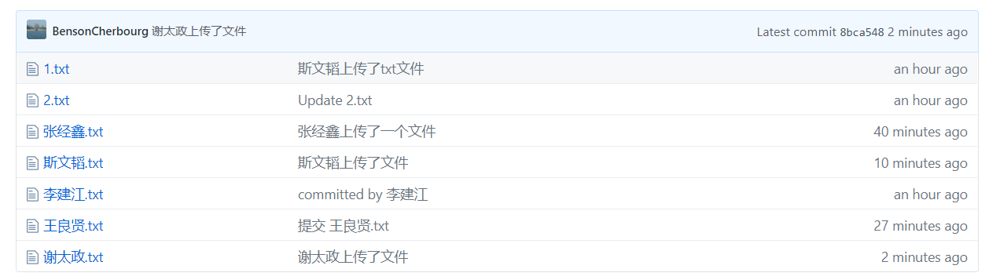 BensonCherbourg 谢太政上传了文件 Latest commit 8bca548 2 minutes ago
1.txt 斯文韬上传了txt文件 an hour ago
2.txt Update 2.txt an hour ago
张经鑫.txt 张经鑫上传了一个文件 40 minutes ago
斯文韬.txt 斯文韬上传了文件 10 minutes ago
李建江.txt committed by 李建江 an hour ago
王良贤.txt 提交 王良贤.txt 27 minutes ago
谢太政.txt 谢太政上传了文件 2 minutes ago